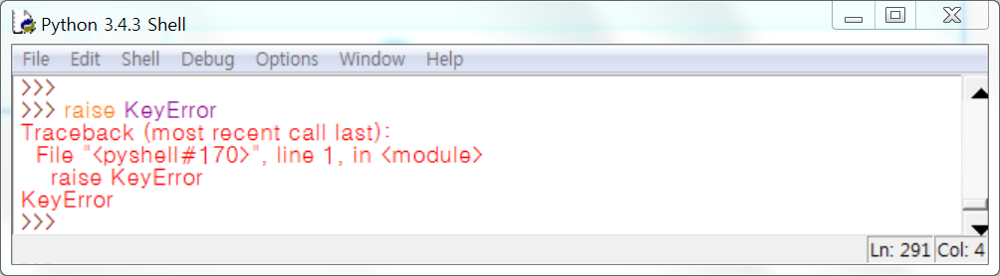 Python 3.4.3 Shell
File Edit Shell Debug Options Window Help
>>>
>>> raise KeyError
Traceback (most recent call last):
  File "<pyshell#170>", line 1, in <module>
    raise KeyError
KeyError
>>>
Ln: 291 Col: 4